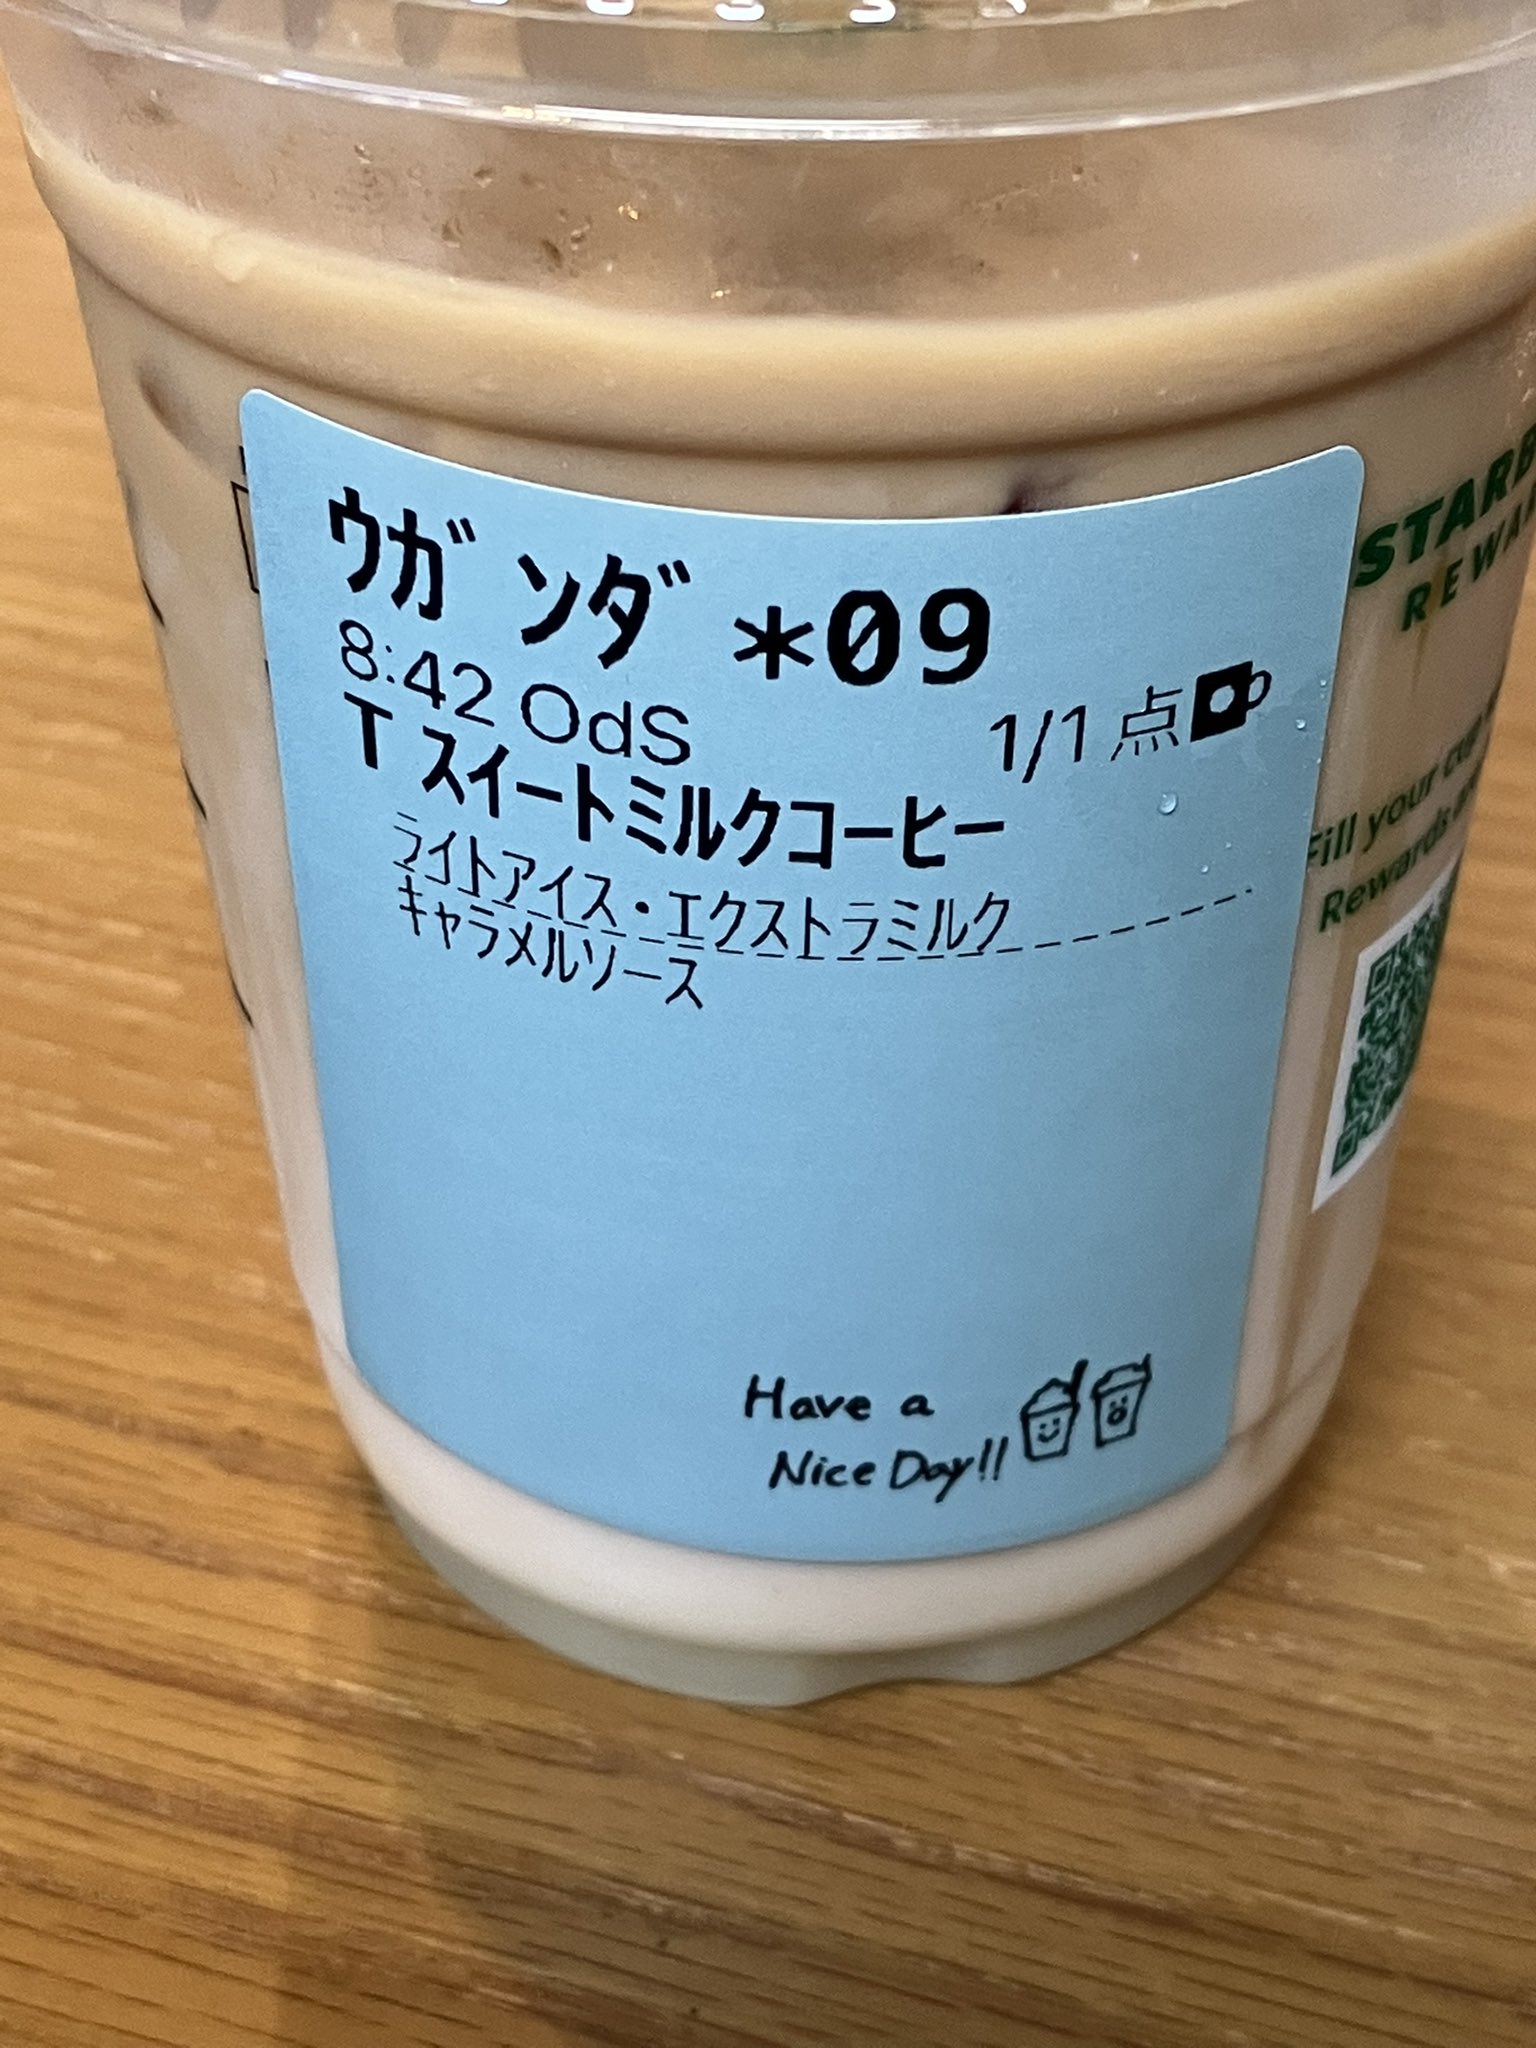 ウガンダ*09
8:42 OdS
1/1 点
T スイートミルクコーヒー
ライトアイス・エクストラミルク
キャラメルソース
Have a
Nice Day!!
Fill your cup
Rewards